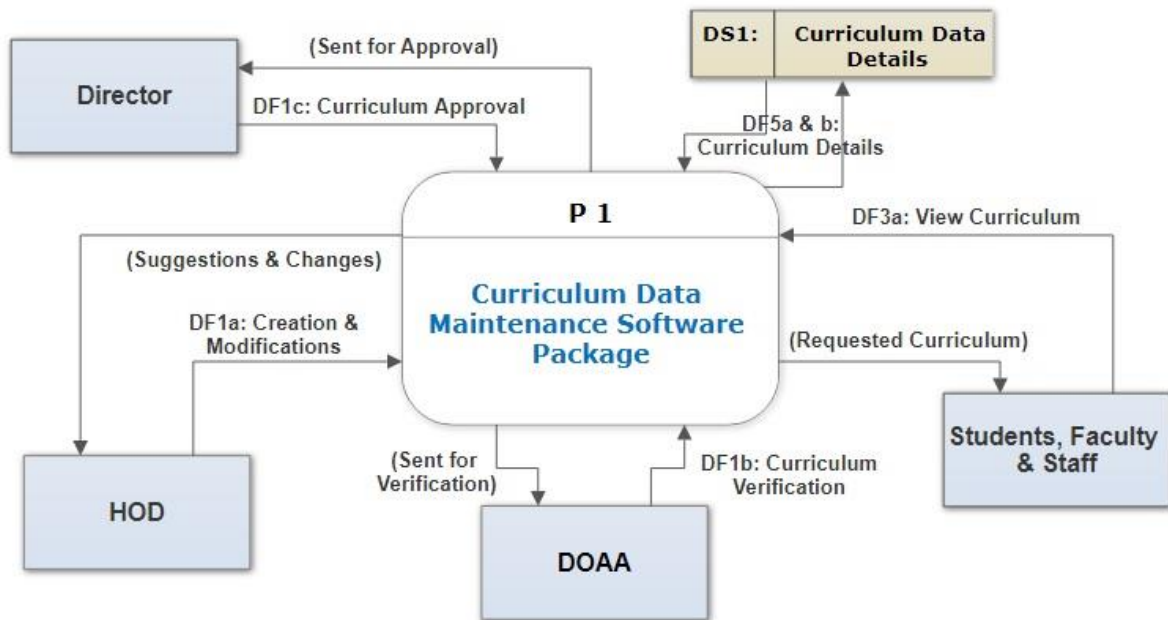 (Sent for Approval)
DS1:
Curriculum Data
Details
Director
DF1c: Curriculum Approval
DF5a & b:
Curriculum Details
P 1
DF3a: View Curriculum
(Suggestions & Changes)
Curriculum Data
Maintenance Software
Package
DF1a: Creation &
Modifications
(Requested Curriculum)
Students, Faculty
& Staff
(Sent for
Verification)
DF1b: Curriculum
Verification
HOD
DOAA